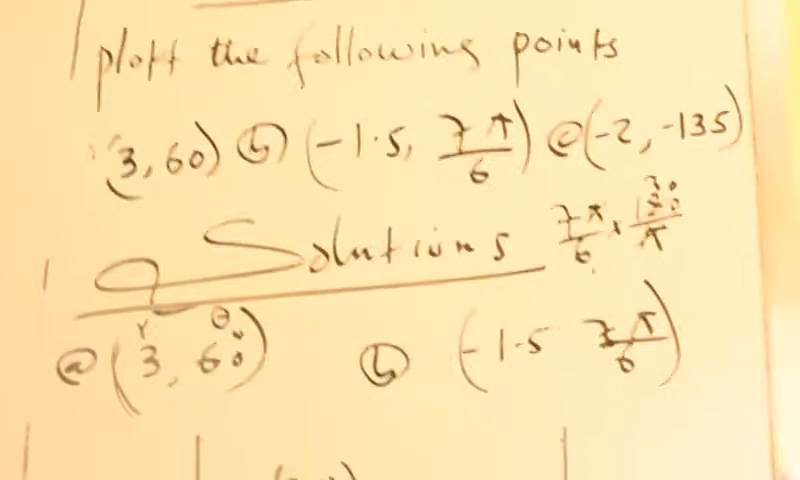 plott the following points
(3, 60) (b) (-1.5, 7π/6) (c) (-2, -135)
Solutions 7π/6 x 180/π
r θ
(a) (3, 60°) (b) (-1.5 7π/6)